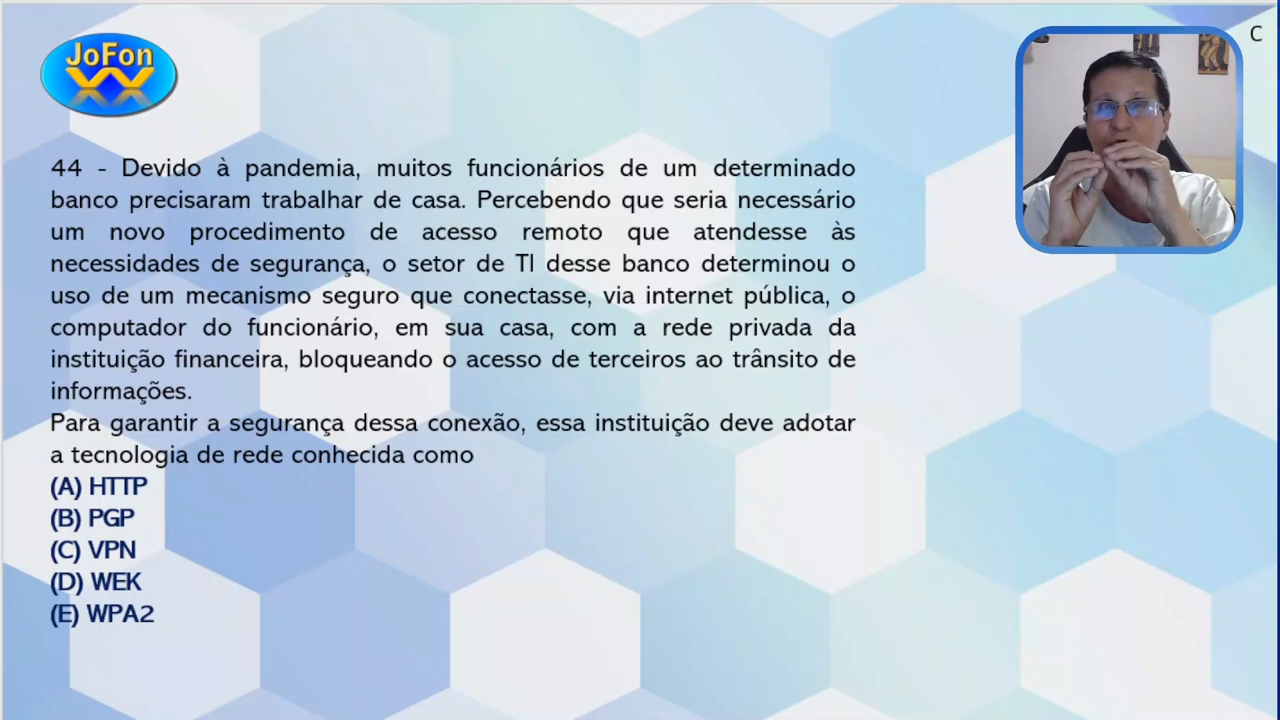 JoFon
C
44 - Devido à pandemia, muitos funcionários de um determinado
banco precisaram trabalhar de casa. Percebendo que seria necessário
um novo procedimento de acesso remoto que atendesse às
necessidades de segurança, o setor de TI desse banco determinou o
uso de um mecanismo seguro que conectasse, via internet pública, o
computador do funcionário, em sua casa, com a rede privada da
instituição financeira, bloqueando o acesso de terceiros ao trânsito de
informações.
Para garantir a segurança dessa conexão, essa instituição deve adotar
a tecnologia de rede conhecida como
(A) HTTP
(B) PGP
(C) VPN
(D) WEK
(E) WPA2